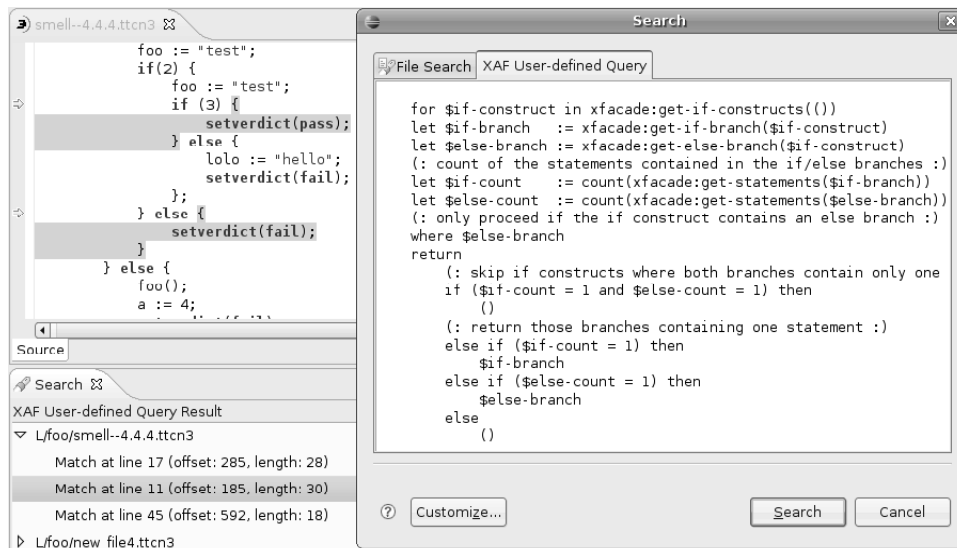 smell--4.4.4.ttcn3
foo := "test";
if(2) {
foo := "test";
if (3) {
setverdict(pass);
} else {
lolo := "hello";
setverdict(fail);
};
} else {
setverdict(fail);
}
} else {
foo();
a := 4;
Source
Search
XAF User-defined Query Result
L/foo/smell--4.4.4.ttcn3
Match at line 17 (offset: 285, length: 28)
Match at line 11 (offset: 185, length: 30)
Match at line 45 (offset: 592, length: 18)
L/foo/new file4.ttcn3
Search
File Search XAF User-defined Query
for $if-construct in xfacade:get-if-constructs(())
let $if-branch := xfacade:get-if-branch($if-construct)
let $else-branch := xfacade:get-else-branch($if-construct)
(: count of the statements contained in the if/else branches :)
let $if-count := count(xfacade:get-statements($if-branch))
let $else-count := count(xfacade:get-statements($else-branch))
(: only proceed if the if construct contains an else branch :)
where $else-branch
return
(: skip if constructs where both branches contain only one
if ($if-count = 1 and $else-count = 1) then
()
(: return those branches containing one statement :)
else if ($if-count = 1) then
$if-branch
else if ($else-count = 1) then
$else-branch
else
()
Customize...
Search
Cancel